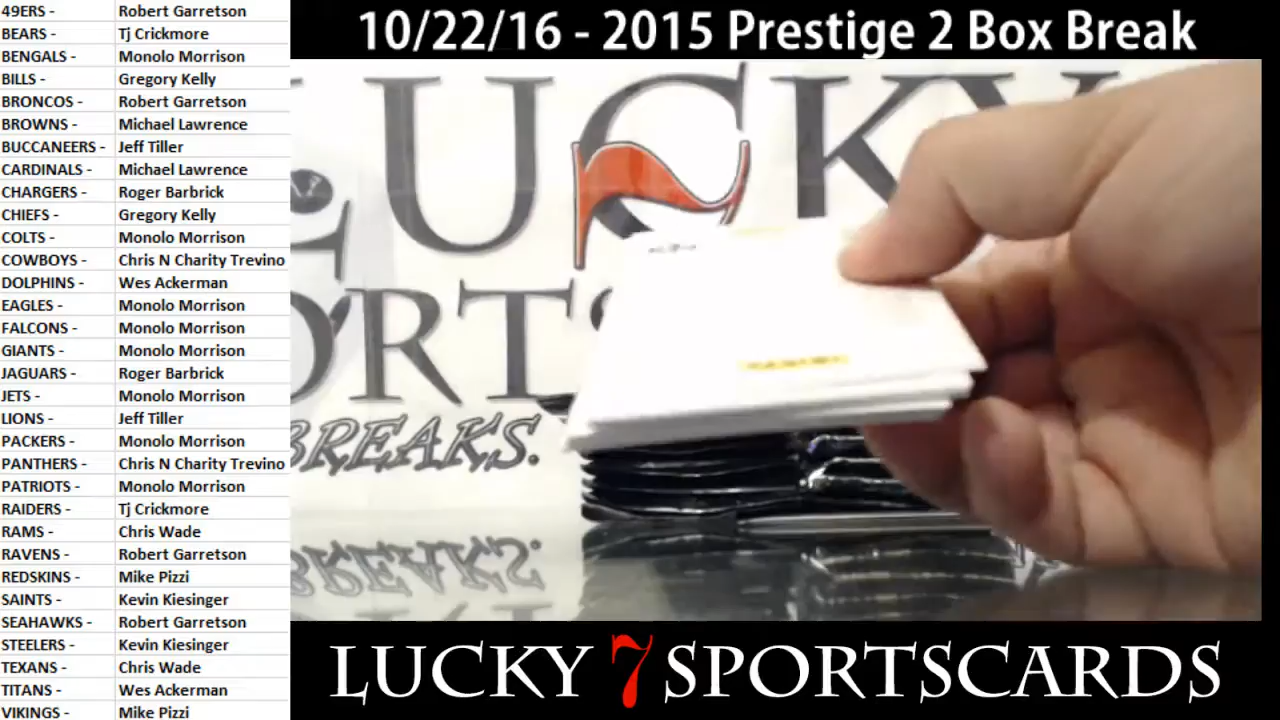 49ERS - Robert Garretson
BEARS - Tj Crickmore
BENGALS - Monolo Morrison
BILLS - Gregory Kelly
BRONCOS - Robert Garretson
BROWNS - Michael Lawrence
BUCCANEERS - Jeff Tiller
CARDINALS - Michael Lawrence
CHARGERS - Roger Barbrick
CHIEFS - Gregory Kelly
COLTS - Monolo Morrison
COWBOYS - Chris N Charity Trevino
DOLPHINS - Wes Ackerman
EAGLES - Monolo Morrison
FALCONS - Monolo Morrison
GIANTS - Monolo Morrison
JAGUARS - Roger Barbrick
JETS - Monolo Morrison
LIONS - Jeff Tiller
PACKERS - Monolo Morrison
PANTHERS - Chris N Charity Trevino
PATRIOTS - Monolo Morrison
RAIDERS - Tj Crickmore
RAMS - Chris Wade
RAVENS - Robert Garretson
REDSKINS - Mike Pizzi
SAINTS - Kevin Kiesinger
SEAHAWKS - Robert Garretson
STEELERS - Kevin Kiesinger
TEXANS - Chris Wade
TITANS - Wes Ackerman
VIKINGS - Mike Pizzi
10/22/16 - 2015 Prestige 2 Box Break
LUCKY
ORTS
BREAKS.
LUCKY 7 SPORTSCARDS